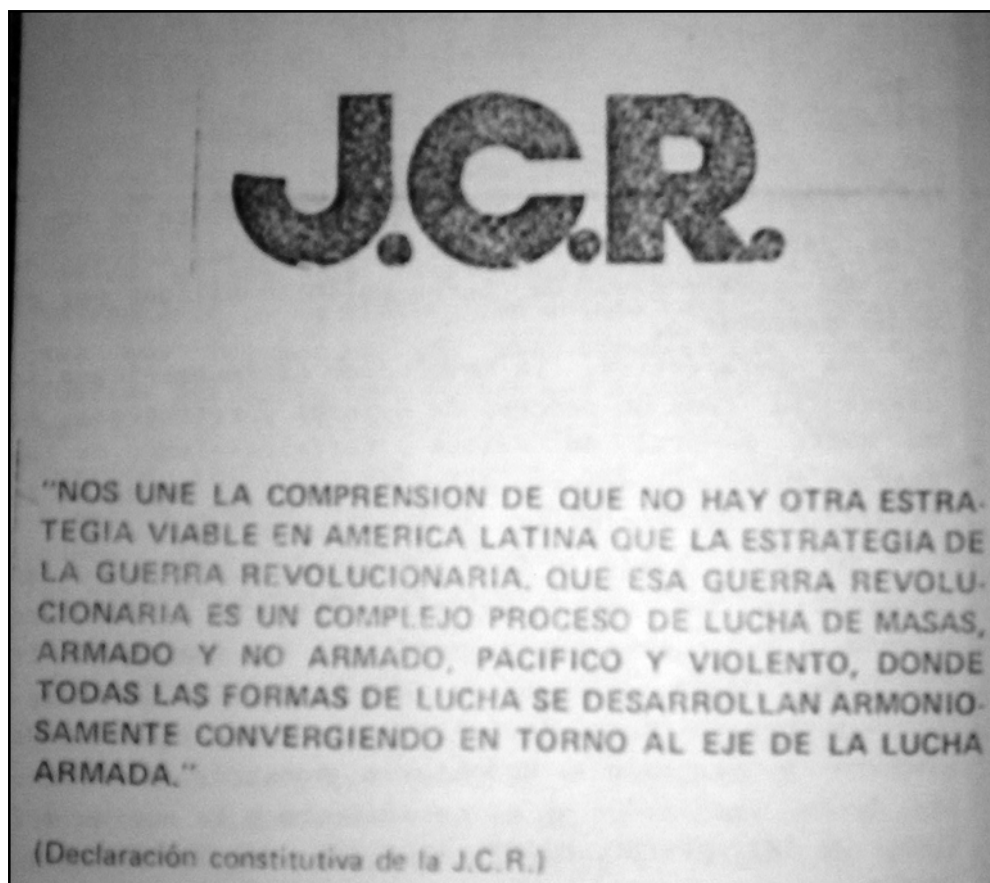 J.C.R.
"NOS UNE LA COMPRENSION DE QUE NO HAY OTRA ESTRA-
TEGIA VIABLE EN AMERICA LATINA QUE LA ESTRATEGIA DE
LA GUERRA REVOLUCIONARIA. QUE ESA GUERRA REVOLU-
CIONARIA ES UN COMPLEJO PROCESO DE LUCHA DE MASAS,
ARMADO Y NO ARMADO, PACIFICO Y VIOLENTO, DONDE
TODAS LAS FORMAS DE LUCHA SE DESARROLLAN ARMONIO-
SAMENTE CONVERGIENDO EN TORNO AL EJE DE LA LUCHA
ARMADA."
(Declaración constitutiva de la J.C.R.)